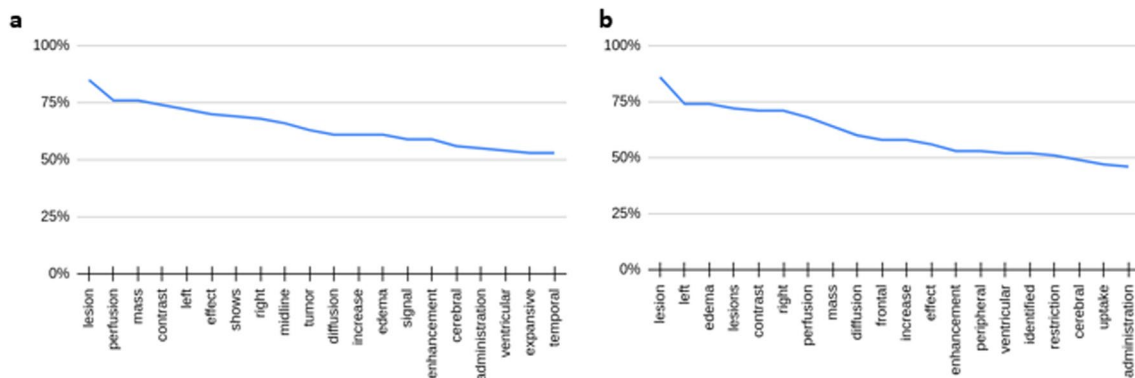 a
100%
75%
50%
25%
0%
lesion
perfusion
mass
contrast
left
effect
shows
right
midline
tumor
diffusion
increase
edema
signal
enhancement
cerebral
administration
ventricular
expansive
temporal
b
100%
75%
50%
25%
0%
lesion
left
edema
lesions
contrast
right
perfusion
mass
diffusion
frontal
increase
effect
enhancement
peripheral
ventricular
identified
restriction
cerebral
uptake
administration